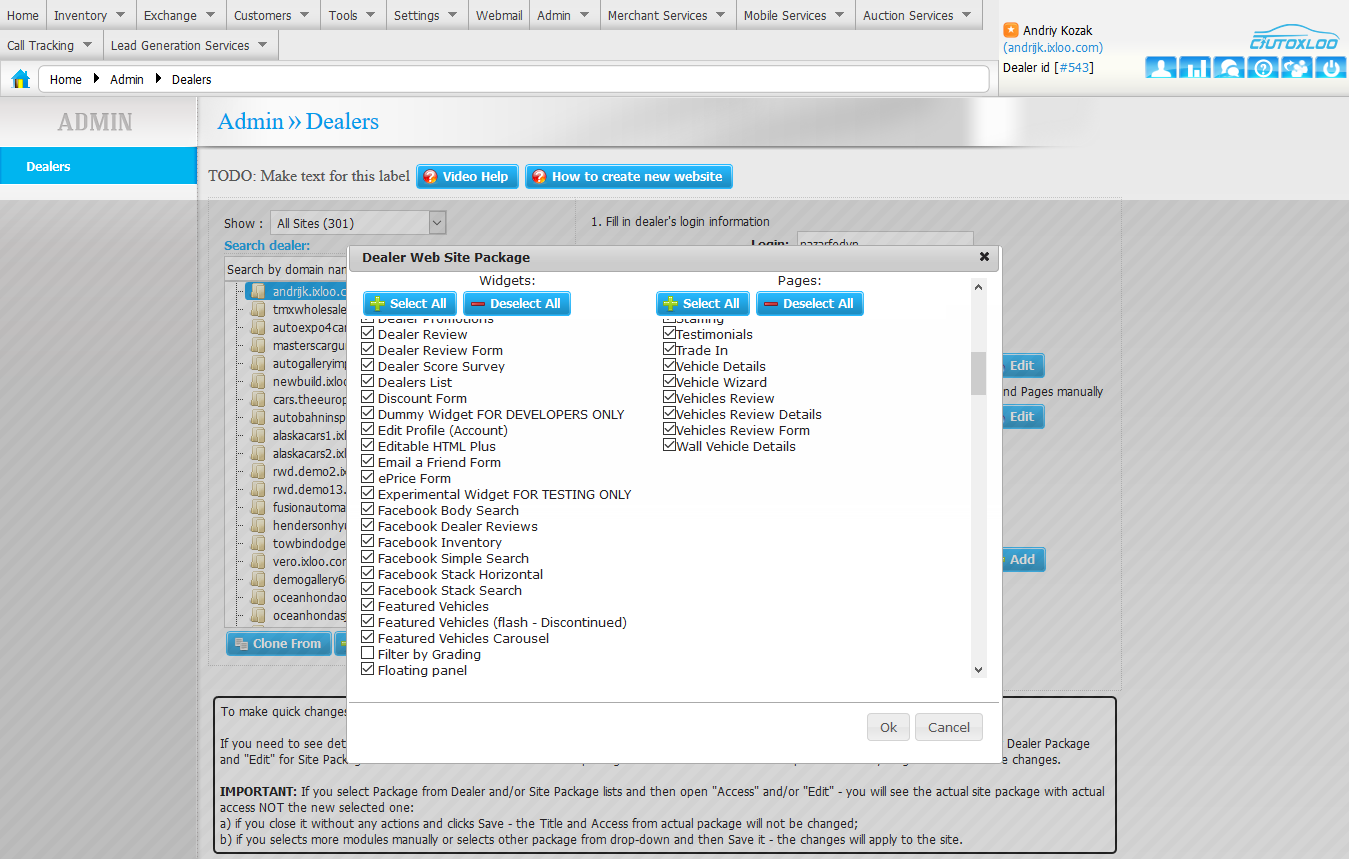 Home Inventory Exchange Customers Tools Settings Webmail Admin Merchant Services Mobile Services Auction Services
Call Tracking Lead Generation Services
Andriy Kozak
(andrijk.ixloo.com)
Dealer id [#543]
AUTOXLOO
Home Admin Dealers
ADMIN
Admin » Dealers
Dealers
TODO: Make text for this label Video Help How to create new website
Show : All Sites (301)
1. Fill in dealer's login information
Search dealer:
Login: nazarfedyn
Search by domain nam
Dealer Web Site Package
Widgets: Pages:
Select All Deselect All Select All Deselect All
Dealer Promotions
Dealer Review
Dealer Review Form
Dealer Score Survey
Dealers List
Discount Form
Dummy Widget FOR DEVELOPERS ONLY
Edit Profile (Account)
Editable HTML Plus
Email a Friend Form
ePrice Form
Experimental Widget FOR TESTING ONLY
Facebook Body Search
Facebook Dealer Reviews
Facebook Inventory
Facebook Simple Search
Facebook Stack Horizontal
Facebook Stack Search
Featured Vehicles
Featured Vehicles (flash - Discontinued)
Featured Vehicles Carousel
Filter by Grading
Floating panel
Staffing
Testimonials
Trade In
Vehicle Details
Vehicle Wizard
Vehicles Review
Vehicles Review Details
Vehicles Review Form
Wall Vehicle Details
Ok Cancel
andrijk.ixloo.c
tmxwholesale
autoexpo4car
mastersgargu
autogalleryimp
newbuild.ixloo
cars.theeurop
autobahninsp
alaskacars1.ixl
alaskacars2.ixl
rwd.demo2.ix
rwd.demo13.
fusionautoma
hendersonhyu
towbindodge
vero.ixloo.cor
demogallery6
oceanhondao
oceanhondas
Edit
nd Pages manually
Edit
Add
Clone From
To make quick changes
If you need to see det Dealer Package
and "Edit" for Site Pack e changes.
IMPORTANT: If you select Package from Dealer and/or Site Package lists and then open "Access" and/or "Edit" - you will see the actual site package with actual
access NOT the new selected one:
a) if you close it without any actions and clicks Save - the Title and Access from actual package will not be changed;
b) if you selects more modules manually or selects other package from drop-down and then Save it - the changes will apply to the site.